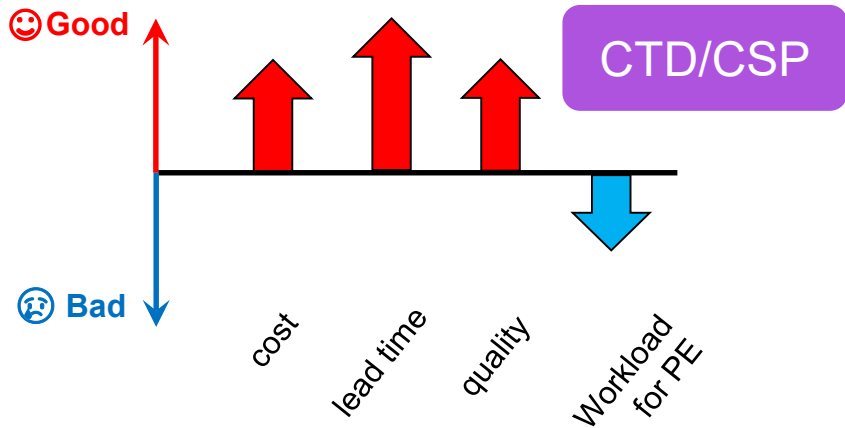 Good
CTD/CSP
Bad
cost
lead time
quality
Workload
for PE